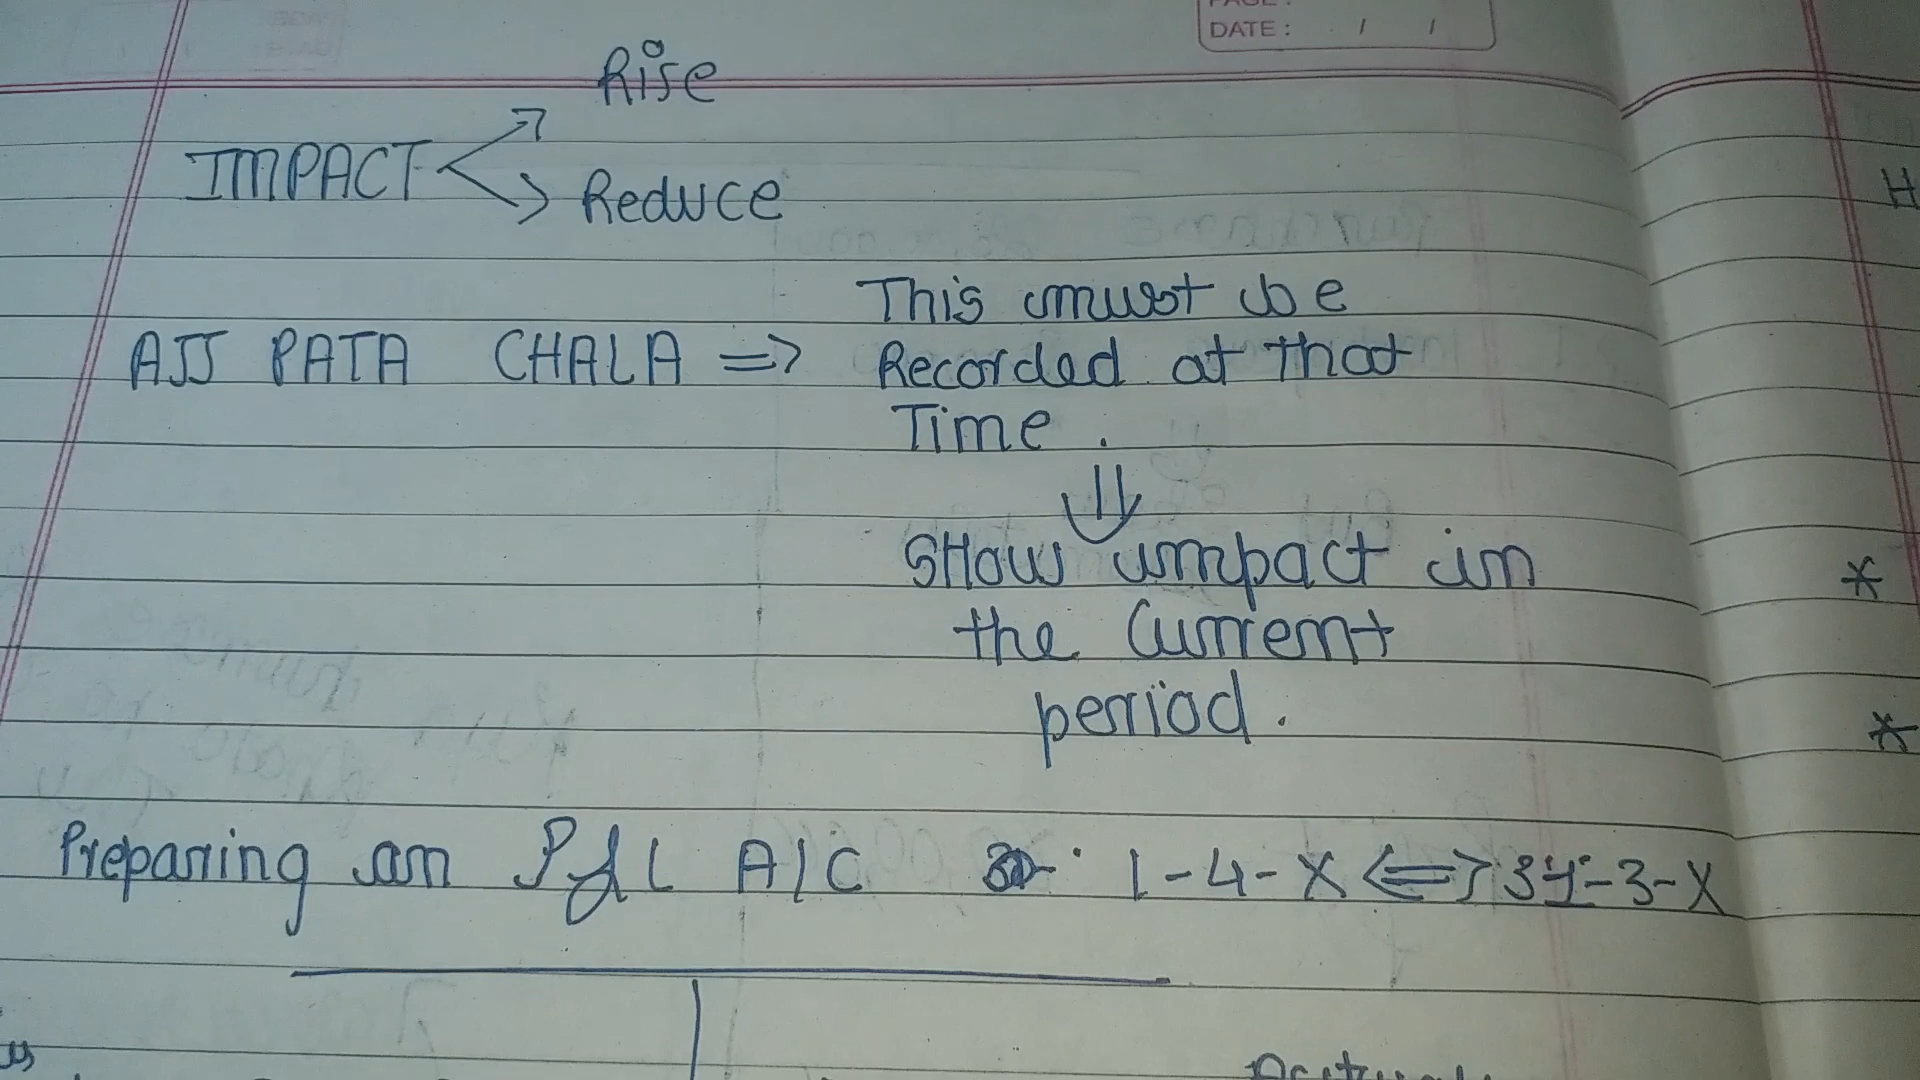 DATE : / /
Rise
IMPACT
Reduce
This must be
AJJ PATA CHALA => Recorded at that
Time.
SHow impact in
the Current
period.
Preparing an P&L A/C 1-4-X <=> 31-3-X
H
*
*